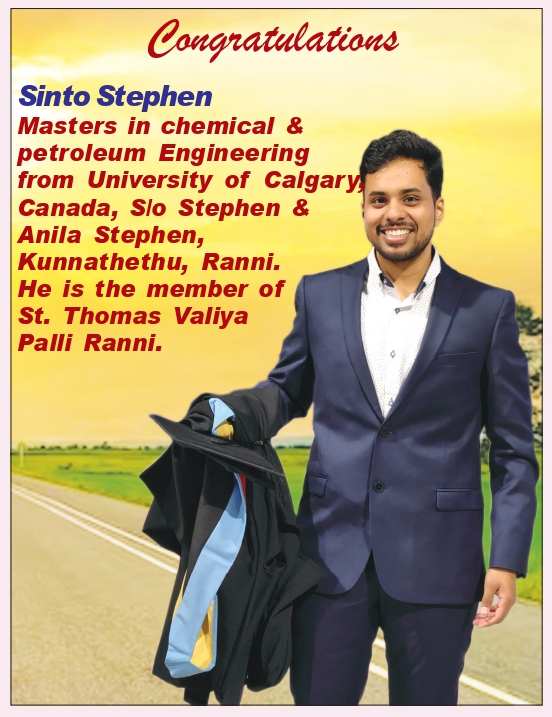 Congratulations
Sinto Stephen
Masters in chemical &
petroleum Engineering
from University of Calgary,
Canada, S/o Stephen &
Anila Stephen,
Kunnathethu, Ranni.
He is the member of
St. Thomas Valiya
Palli Ranni.